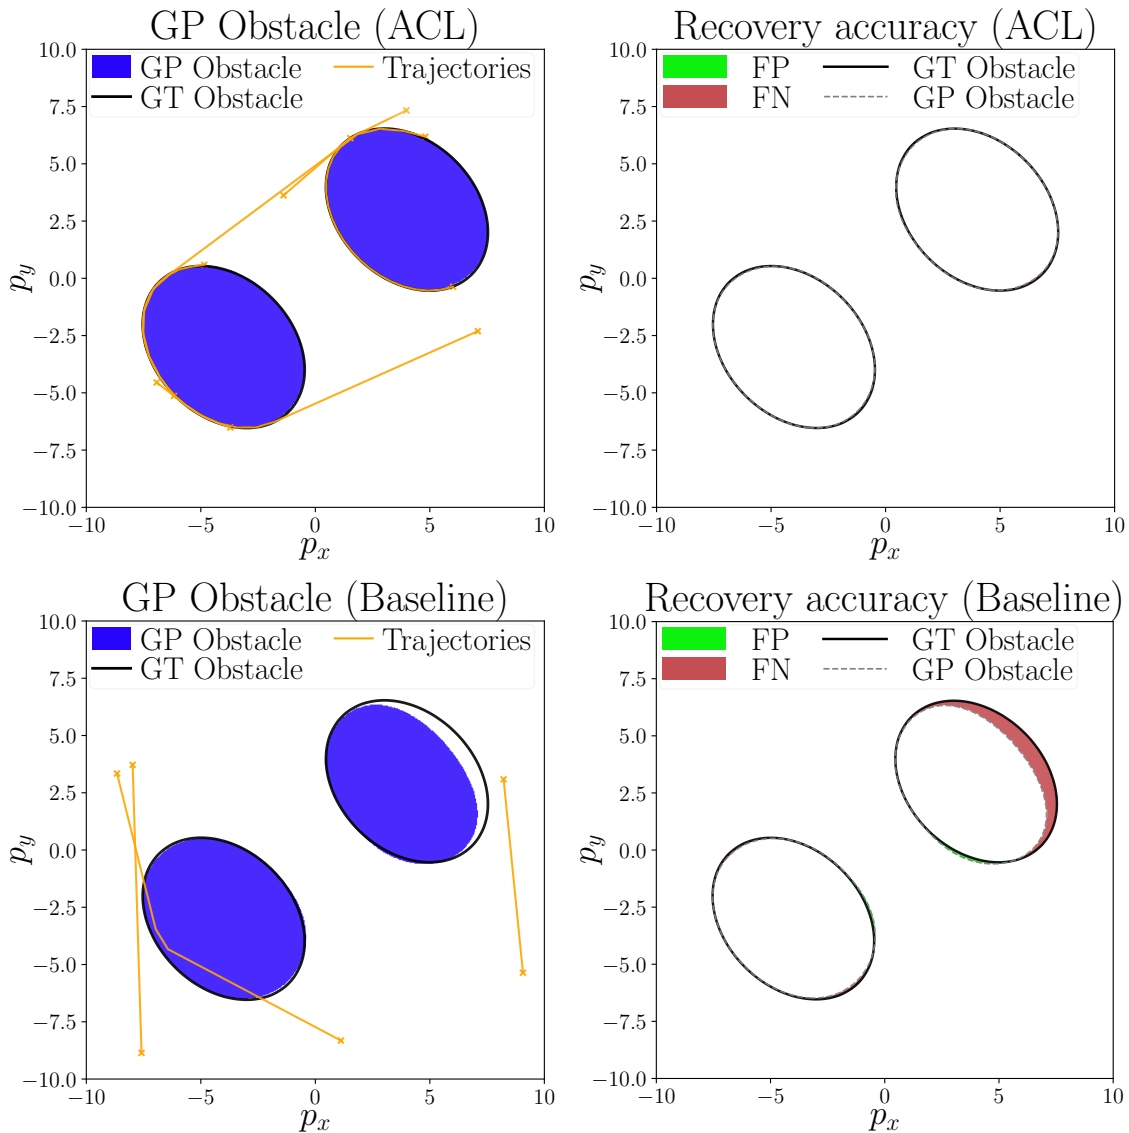 GP Obstacle (ACL)
GP Obstacle
Trajectories
GT Obstacle
10.0
7.5
5.0
2.5
0.0
−2.5
−5.0
−7.5
−10.0
p_y
−10
−5
0
5
10
p_x
Recovery accuracy (ACL)
FP
GT Obstacle
FN
GP Obstacle
10.0
7.5
5.0
2.5
0.0
−2.5
−5.0
−7.5
−10.0
p_y
−10
−5
0
5
10
p_x
GP Obstacle (Baseline)
GP Obstacle
Trajectories
GT Obstacle
10.0
7.5
5.0
2.5
0.0
−2.5
−5.0
−7.5
−10.0
p_y
−10
−5
0
5
10
p_x
Recovery accuracy (Baseline)
FP
GT Obstacle
FN
GP Obstacle
10.0
7.5
5.0
2.5
0.0
−2.5
−5.0
−7.5
−10.0
p_y
−10
−5
0
5
10
p_x